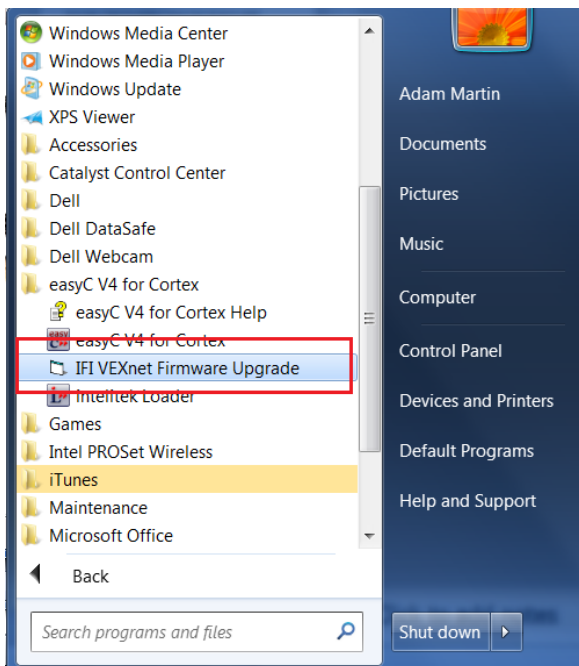 Windows Media Center
Windows Media Player
Windows Update
XPS Viewer
Accessories
Catalyst Control Center
Dell
Dell DataSafe
Dell Webcam
easyC V4 for Cortex
easyC V4 for Cortex Help
easyC V4 for Cortex
IFI VEXnet Firmware Upgrade
Intelitek Loader
Games
Intel PROSet Wireless
iTunes
Maintenance
Microsoft Office
Back
Search programs and files
Adam Martin
Documents
Pictures
Music
Computer
Control Panel
Devices and Printers
Default Programs
Help and Support
Shut down